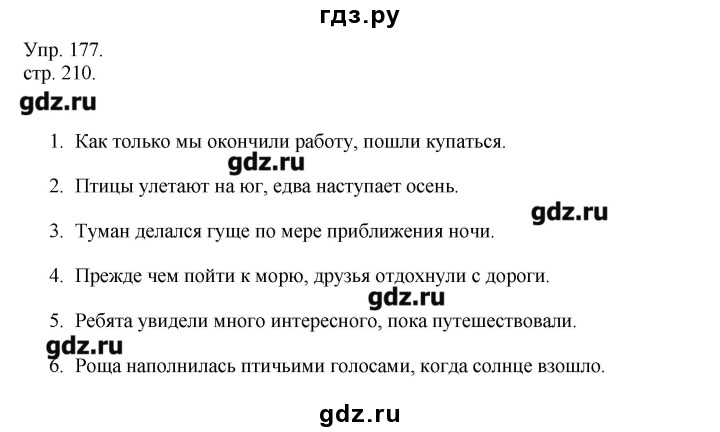 гдз.ру
Упр. 177.
стр. 210.
gdz.ru
1. Как только мы окончили работу, пошли купаться.
gdz.ru
2. Птицы улетают на юг, едва наступает осень.
gdz.ru
3. Туман делался гуще по мере приближения ночи.
4. Прежде чем пойти к морю, друзья отдохнули с дороги.
gdz.ru
5. Ребята увидели много интересного, пока путешествовали.
gdz.ru
6. Роща наполнилась птичьими голосами, когда солнце взошло.
gdz.ru